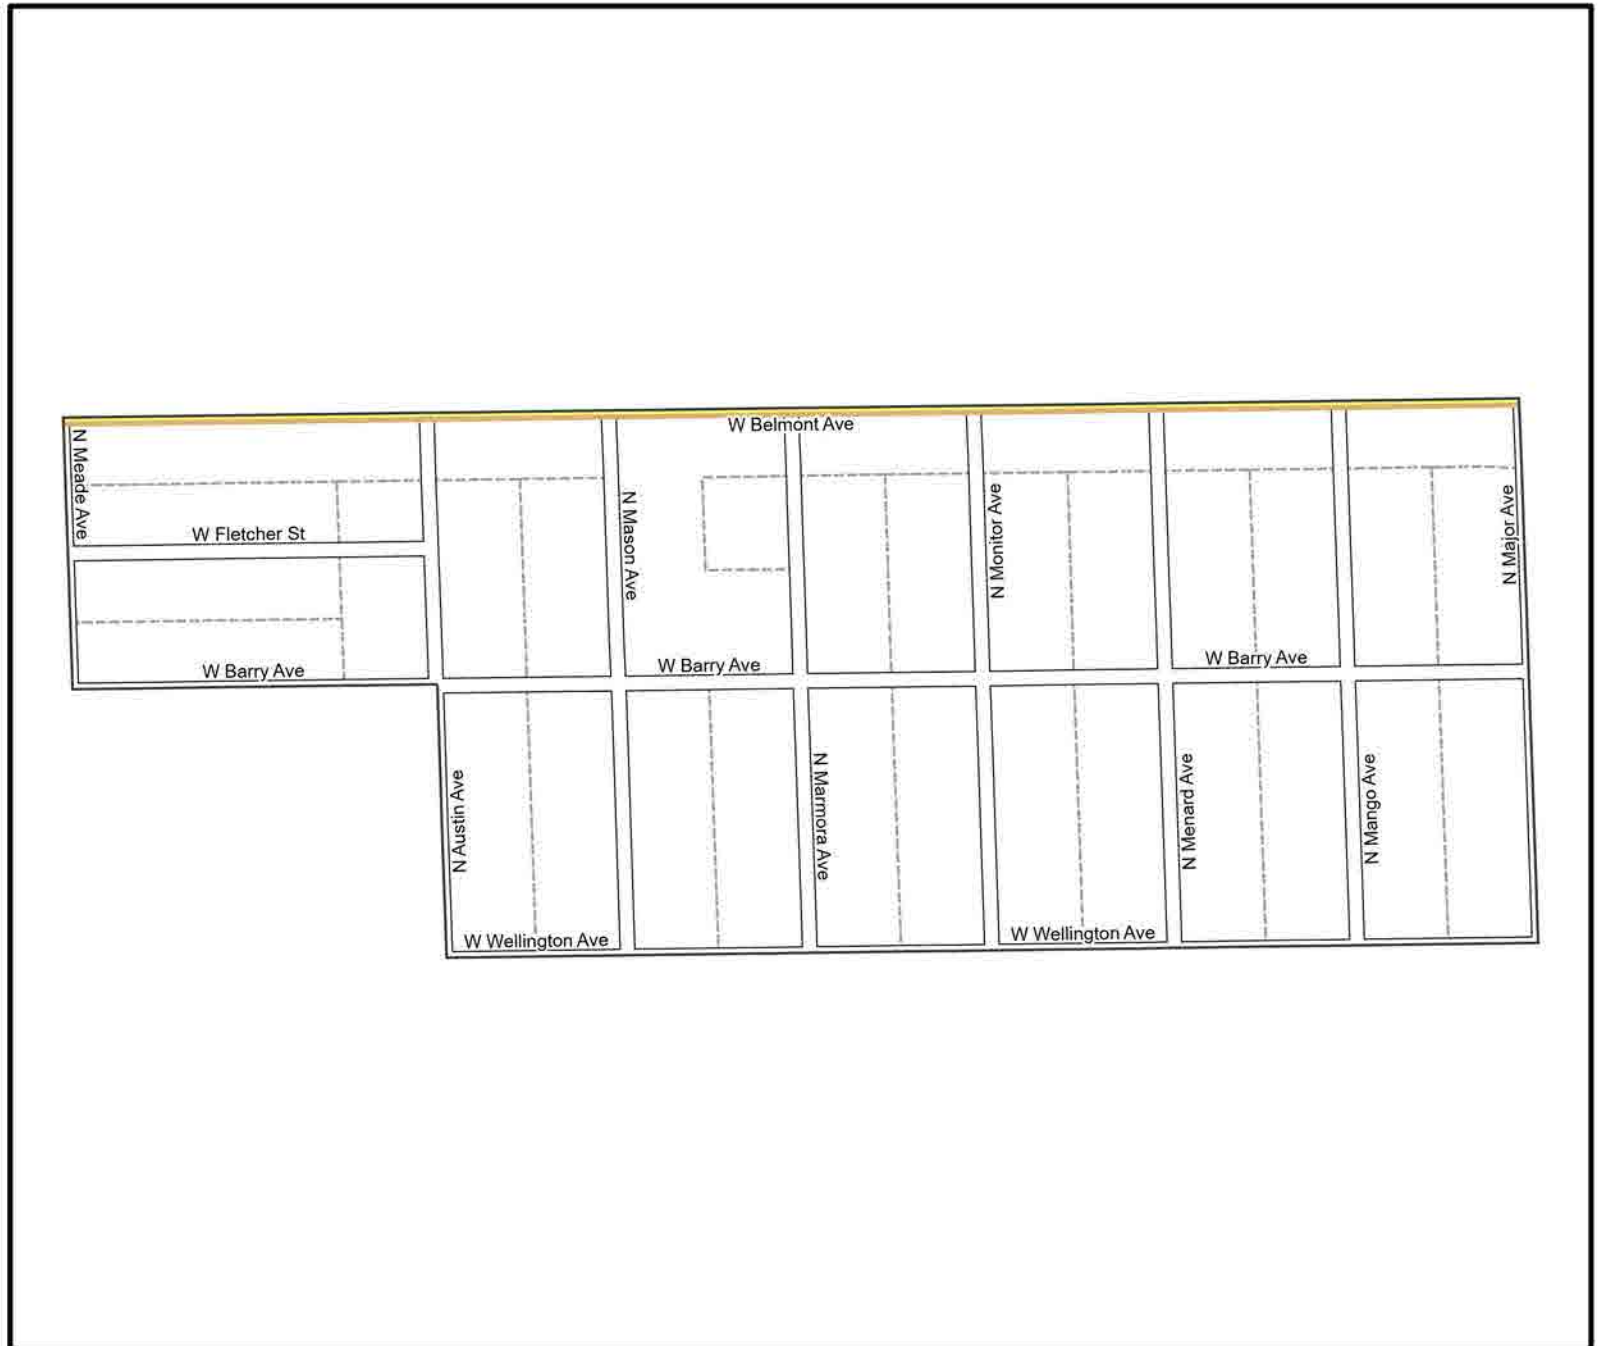 W Belmont Ave
N Meade Ave
W Fletcher St
N Mason Ave
N Monitor Ave
N Major Ave
W Barry Ave
W Barry Ave
W Barry Ave
N Austin Ave
N Marmora Ave
N Menard Ave
N Mango Ave
W Wellington Ave
W Wellington Ave